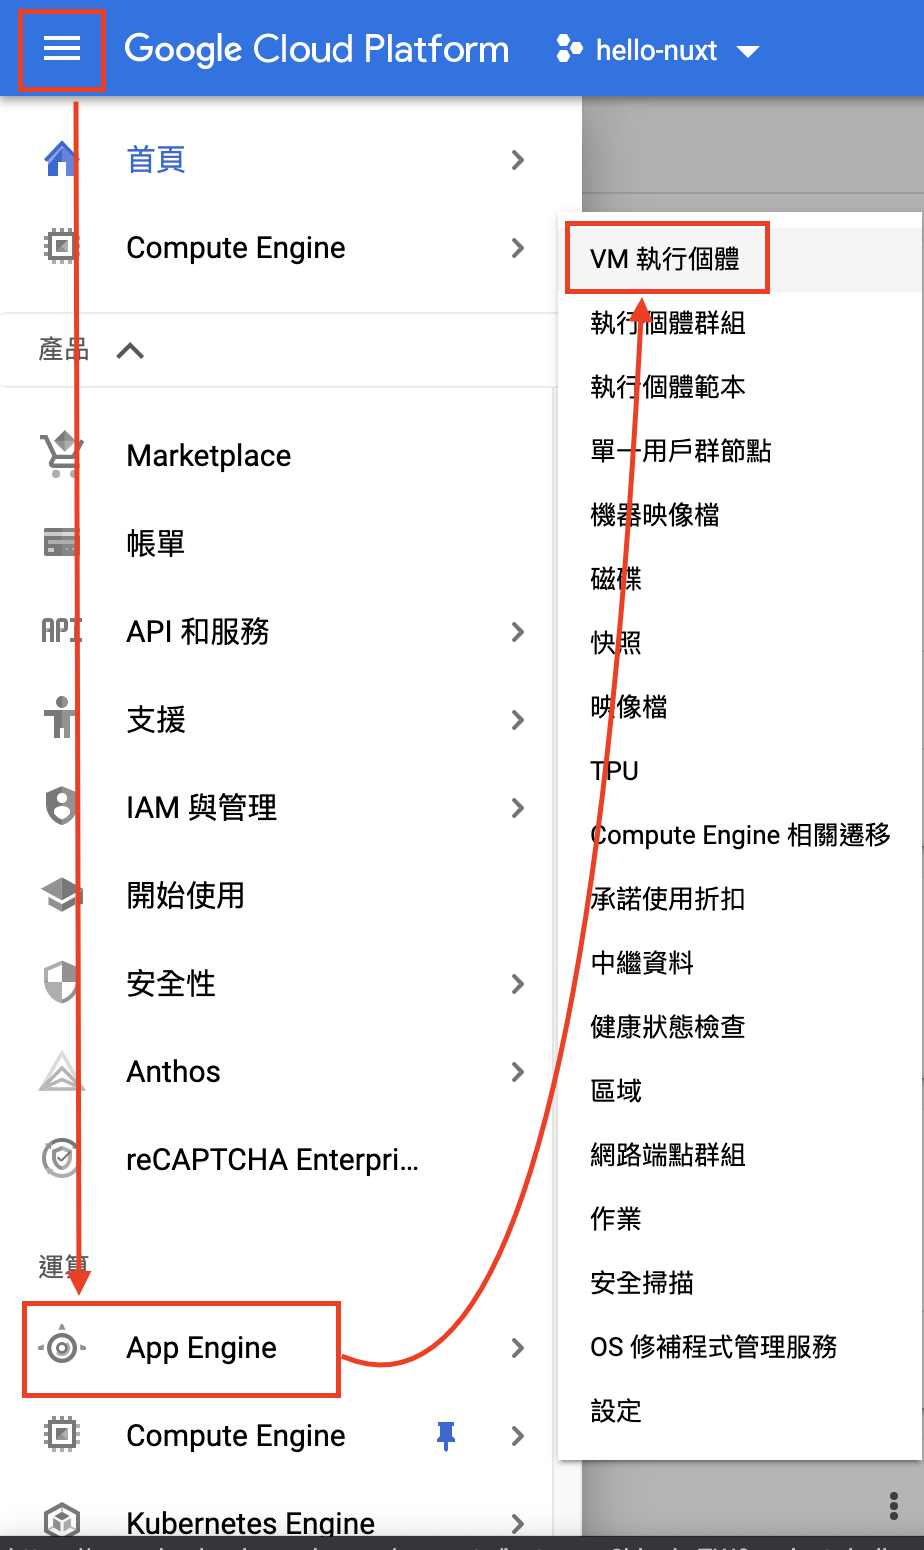 Google Cloud Platform
hello-nuxt
首頁
Compute Engine
產品
Marketplace
帳單
API
API 和服務
支援
IAM 與管理
開始使用
安全性
Anthos
reCAPTCHA Enterpri...
運算
App Engine
Compute Engine
Kubernetes Engine
VM 執行個體
執行個體群組
執行個體範本
單一用戶群節點
機器映像檔
磁碟
快照
映像檔
TPU
Compute Engine 相關遷移
承諾使用折扣
中繼資料
健康狀態檢查
區域
網路端點群組
作業
安全掃描
OS 修補程式管理服務
設定